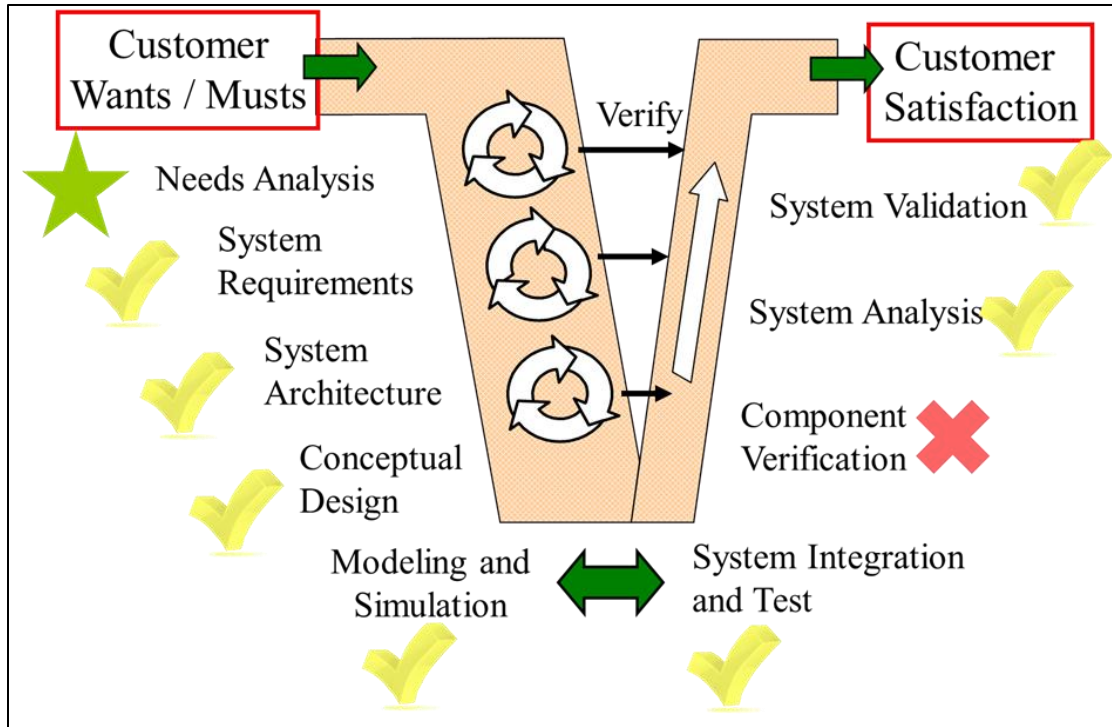 Customer
Wants / Musts
Customer
Satisfaction
Verify
Needs Analysis
System
Requirements
System
Architecture
Conceptual
Design
Modeling and
Simulation
System Integration
and Test
Component
Verification
System Analysis
System Validation